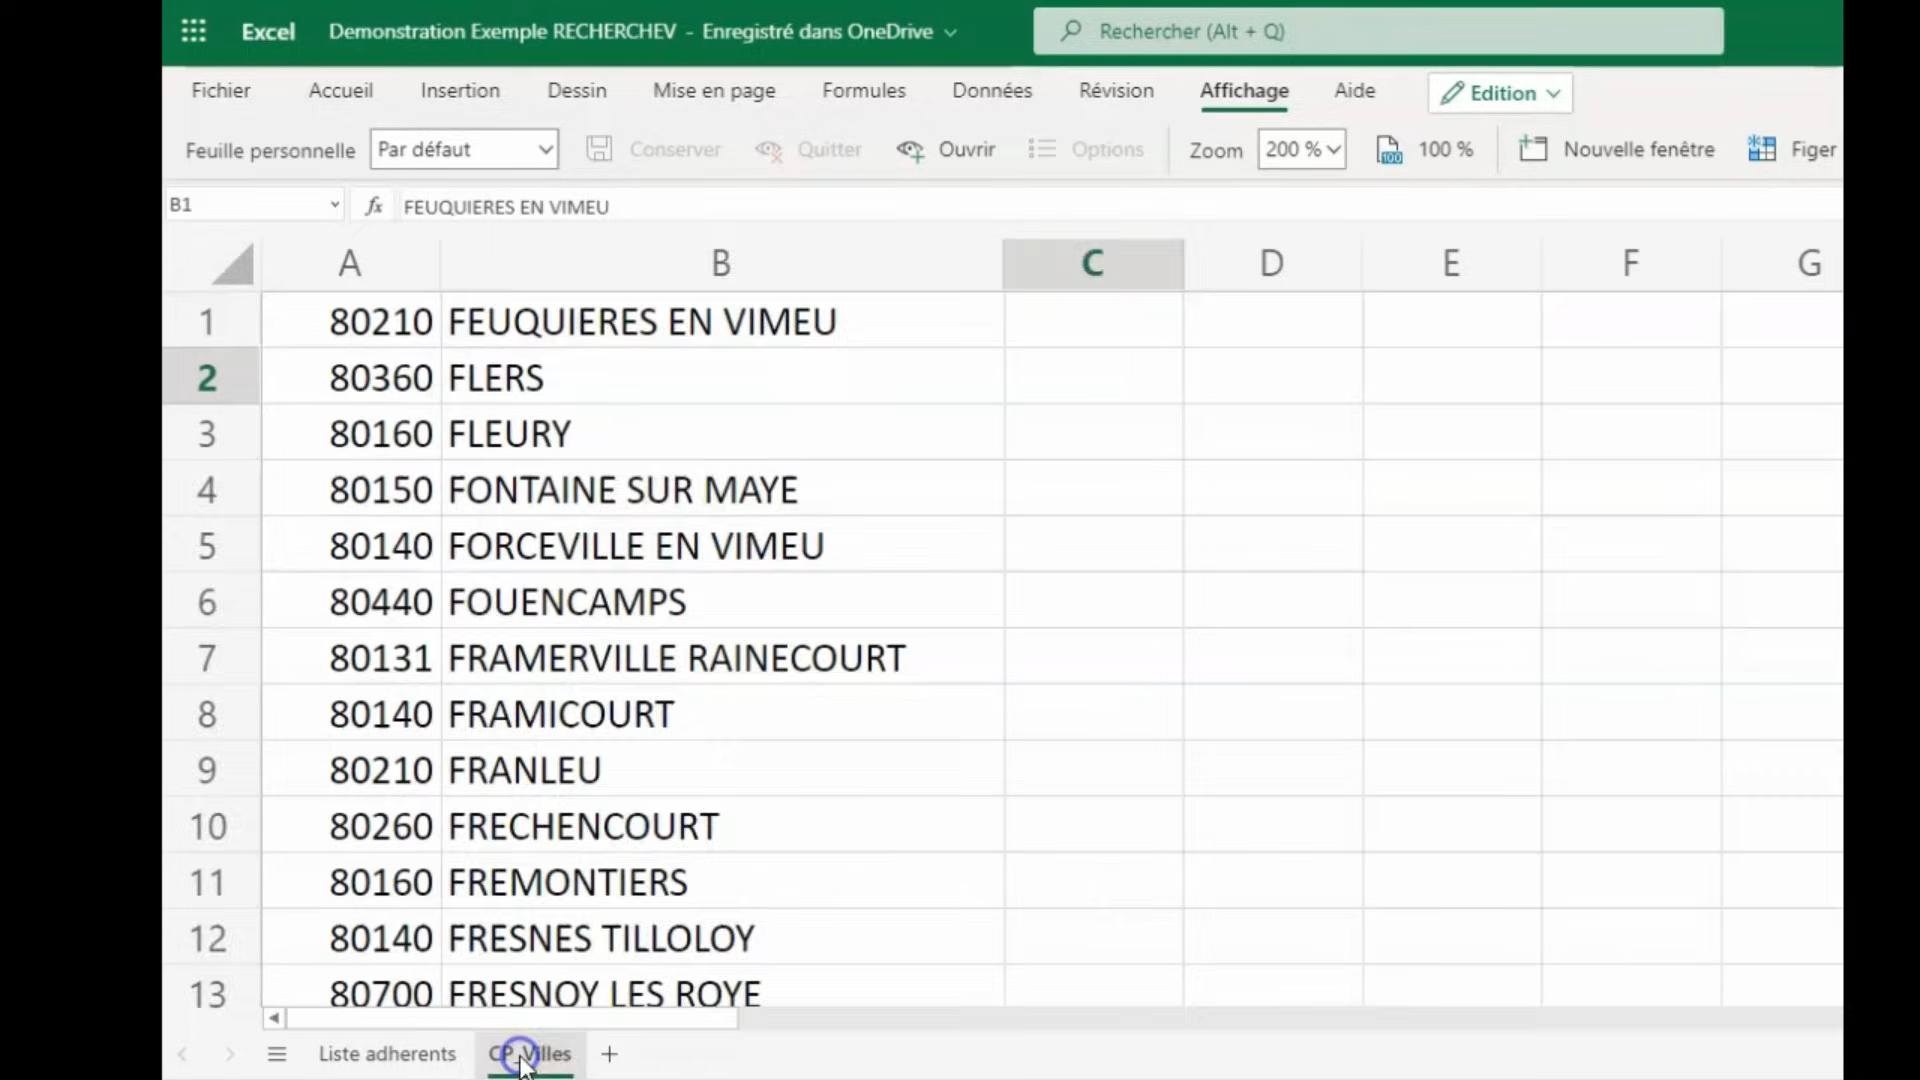 Excel Demonstration Exemple RECHERCHEV - Enregistré dans OneDrive Rechercher (Alt + Q)
Fichier Accueil Insertion Dessin Mise en page Formules Données Révision Affichage Aide Edition
Feuille personnelle Par défaut Conserver Quitter Ouvrir Options Zoom 200 % 100 100 % Nouvelle fenêtre Figer
B1 fx FEUQUIERES EN VIMEU
A B C D E F G
1 80210 FEUQUIERES EN VIMEU
2 80360 FLERS
3 80160 FLEURY
4 80150 FONTAINE SUR MAYE
5 80140 FORCEVILLE EN VIMEU
6 80440 FOUENCAMPS
7 80131 FRAMERVILLE RAINECOURT
8 80140 FRAMICOURT
9 80210 FRANLEU
10 80260 FRECHENCOURT
11 80160 FREMONTIERS
12 80140 FRESNES TILLOLOY
13 80700 FRESNOY LES ROYE
Liste adherents CP_Villes +